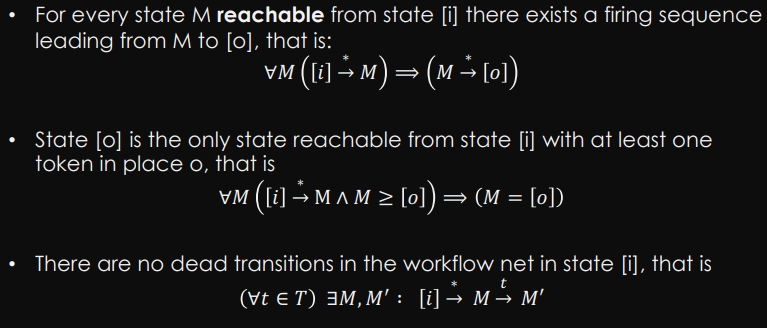 • For every state M reachable from state [i] there exists a firing sequence
leading from M to [o], that is:
∀M ([i] →* M) ⟹ (M →* [o])
• State [o] is the only state reachable from state [i] with at least one
token in place o, that is
∀M ([i] →* M ∧ M ≥ [o]) ⟹ (M = [o])
• There are no dead transitions in the workflow net in state [i], that is
(∀t ∈ T) ∃M, M′ : [i] →* M →t M′